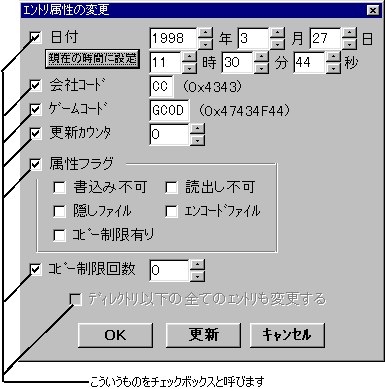 ｴﾝﾄﾘ属性の変更
日付 1998 年 3 月 27 日
現在の時間に設定 11 時 30 分 44 秒
会社ｺｰﾄﾞ CC (0x4343)
ｹﾞｰﾑｺｰﾄﾞ GCOD (0x47434F44)
更新ｶｳﾝﾀ 0
属性フラグ
書込み不可 読出し不可
隠しﾌｧｲﾙ ｴﾝｺｰﾄﾞﾌｧｲﾙ
ｺﾋﾟｰ制限有り
ｺﾋﾟｰ制限回数 0
ﾃﾞｨﾚｸﾄﾘ以下の全てのｴﾝﾄﾘも変更する
OK 更新 ｷｬﾝｾﾙ
こういうものをチェックボックスと呼びます